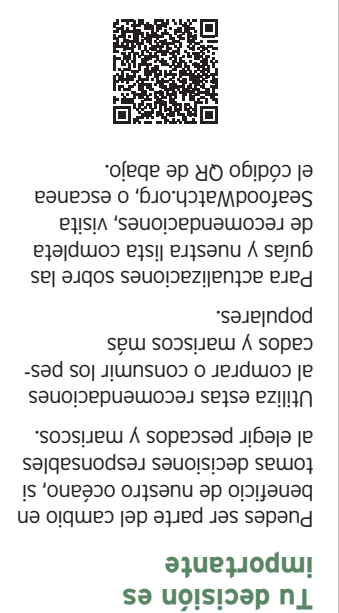 Tu decisión es
importante
Puedes ser parte del cambio en
beneficio de nuestro océano, si
tomas decisiones responsables
al elegir pescados y mariscos.
Utiliza estas recomendaciones
al comprar o consumir los pes-
cados y mariscos más
populares.
Para actualizaciones sobre las
guías y nuestra lista completa
de recomendaciones, visita
SeafoodWatch.org, o escanea
el código QR de abajo.